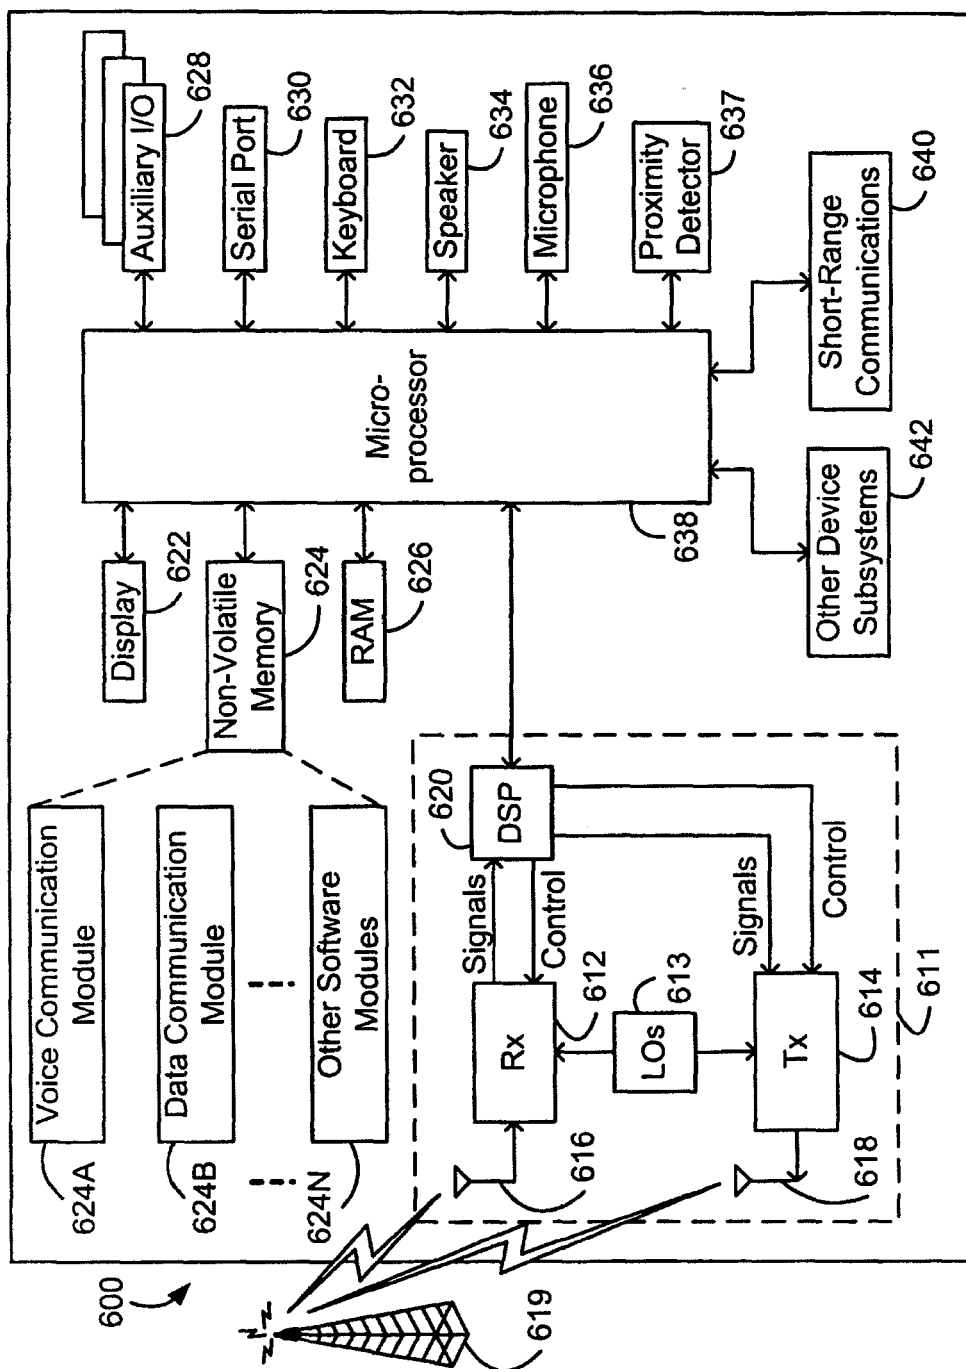 600
619
624A
Voice Communication
Module
624B
Data Communication
Module
624N
Other Software
Modules
Display
622
Non-Volatile
Memory
624
RAM
626
Micro-
processor
638
Auxiliary I/O
628
Serial Port
630
Keyboard
632
Speaker
634
Microphone
636
Proximity
Detector
637
Short-Range
Communications
640
Other Device
Subsystems
642
620
DSP
Signals
Control
Rx
612
LOs
613
Signals
Control
Tx
614
616
618
611